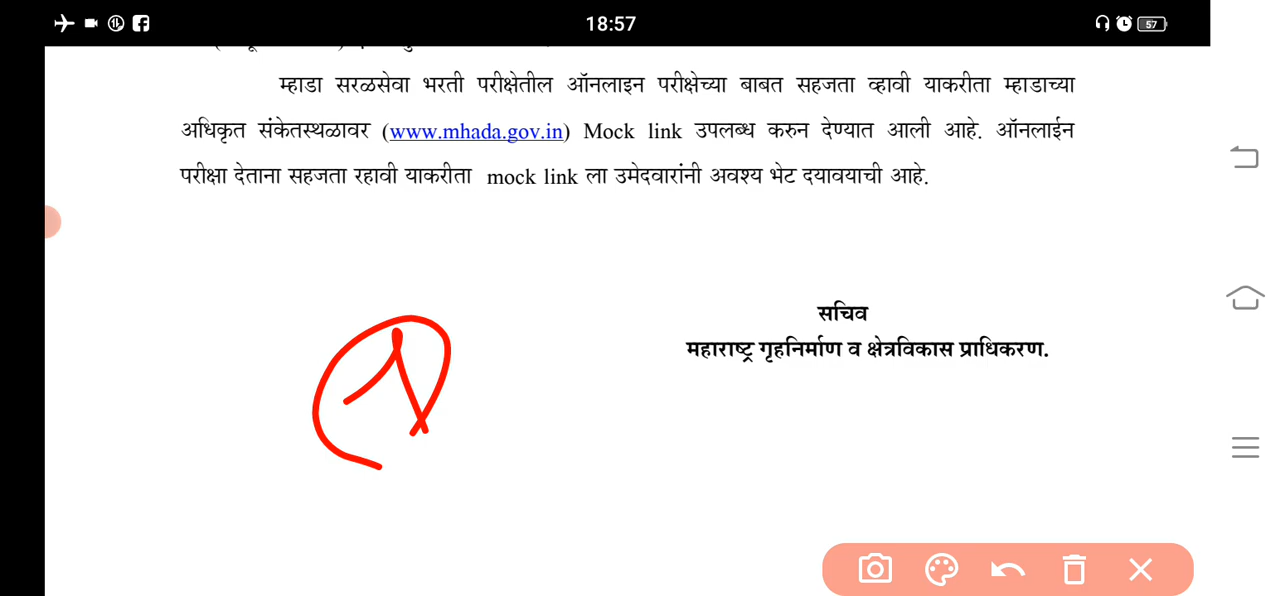 18:57
57
म्हाडा सरळसेवा भरती परीक्षेतील ऑनलाइन परीक्षेच्या बाबत सहजता व्हावी याकरीता म्हाडाच्या
अधिकृत संकेतस्थळावर (www.mhada.gov.in) Mock link उपलब्ध करुन देण्यात आली आहे. ऑनलाईन
परीक्षा देताना सहजता रहावी याकरीता mock link ला उमेदवारांनी अवश्य भेट दयावयाची आहे.
सचिव
महाराष्ट्र गृहनिर्माण व क्षेत्रविकास प्राधिकरण.